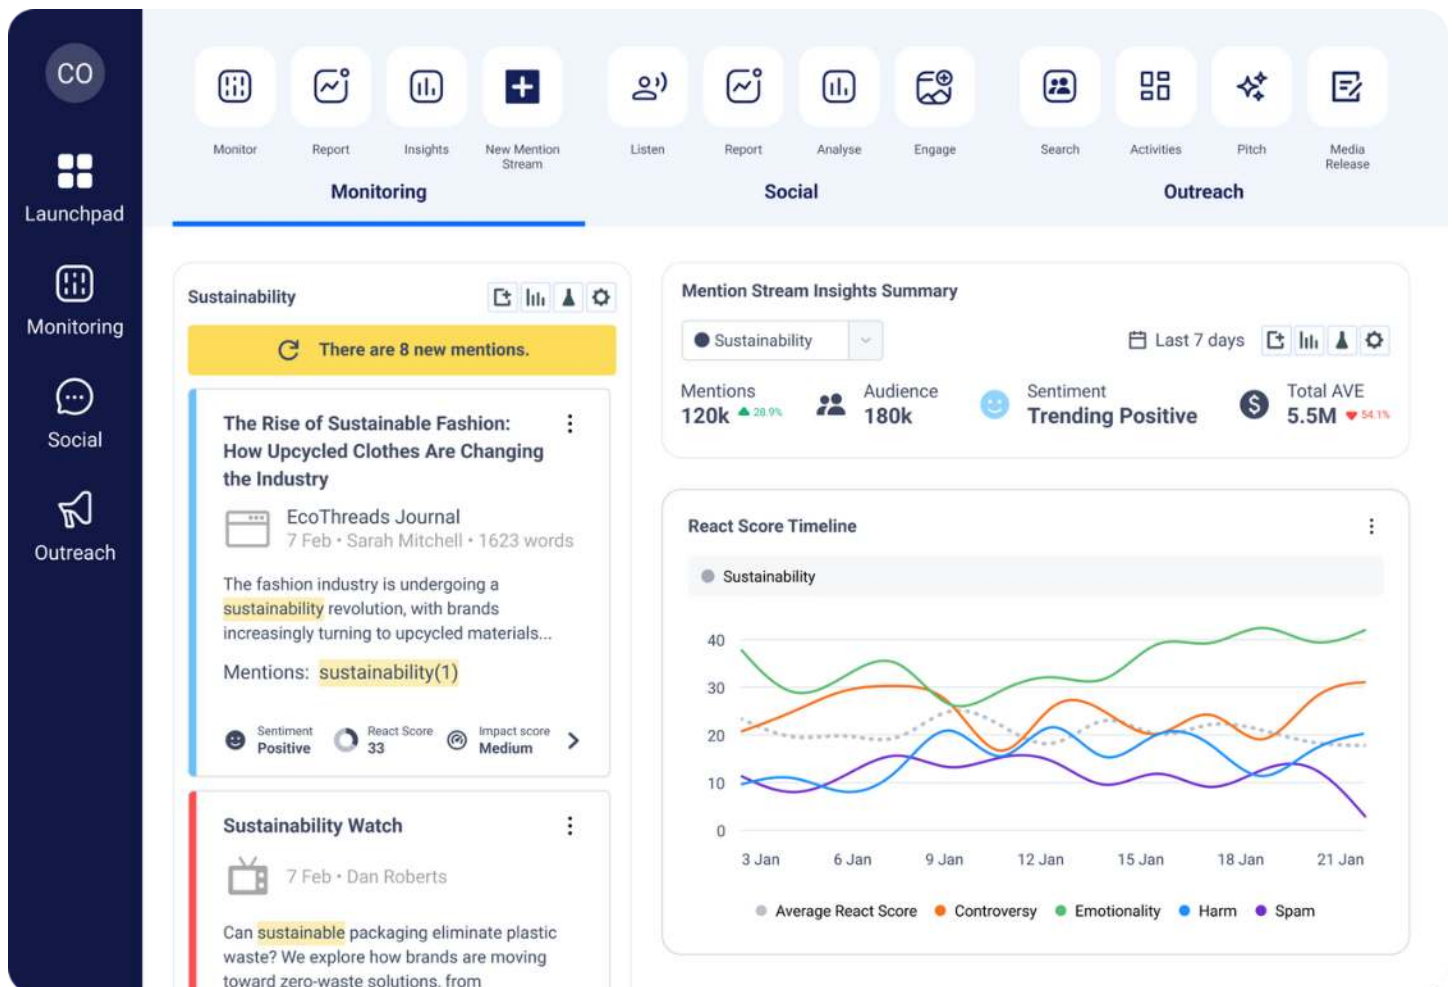 CO
Launchpad
Monitoring
Social
Outreach
Monitor
Report
Insights
New Mention
Stream
Monitoring
Listen
Report
Analyse
Engage
Social
Search
Activities
Pitch
Media
Release
Outreach
Sustainability
There are 8 new mentions.
The Rise of Sustainable Fashion:
How Upcycled Clothes Are Changing
the Industry
EcoThreads Journal
7 Feb • Sarah Mitchell • 1623 words
The fashion industry is undergoing a
sustainability revolution, with brands
increasingly turning to upcycled materials...
Mentions: sustainability(1)
Sentiment
Positive
React Score
33
Impact score
Medium
Sustainability Watch
7 Feb • Dan Roberts
Can sustainable packaging eliminate plastic
waste? We explore how brands are moving
toward zero-waste solutions, from
Mention Stream Insights Summary
Sustainability
Last 7 days
Mentions
120k 28.9%
Audience
180k
Sentiment
Trending Positive
$
Total AVE
5.5M 54.1%
React Score Timeline
Sustainability
40
30
20
10
0
3 Jan 6 Jan 9 Jan 12 Jan 15 Jan 18 Jan 21 Jan
Average React Score Controversy Emotionality Harm Spam